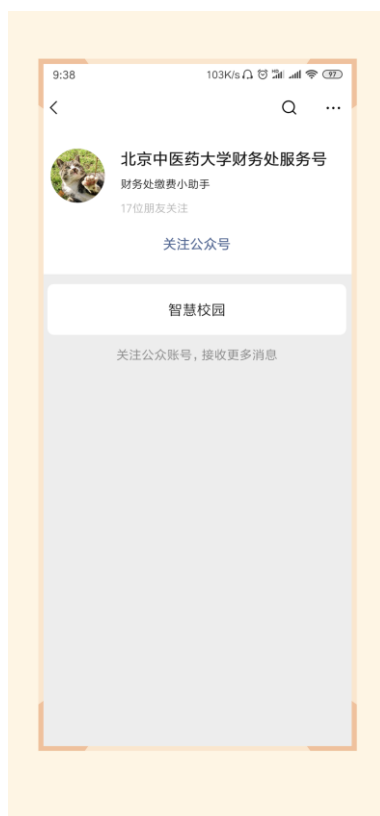 9:38 103K/s 97
北京中医药大学财务处服务号
财务处缴费小助手
17位朋友关注
关注公众号
智慧校园
关注公众账号，接收更多消息